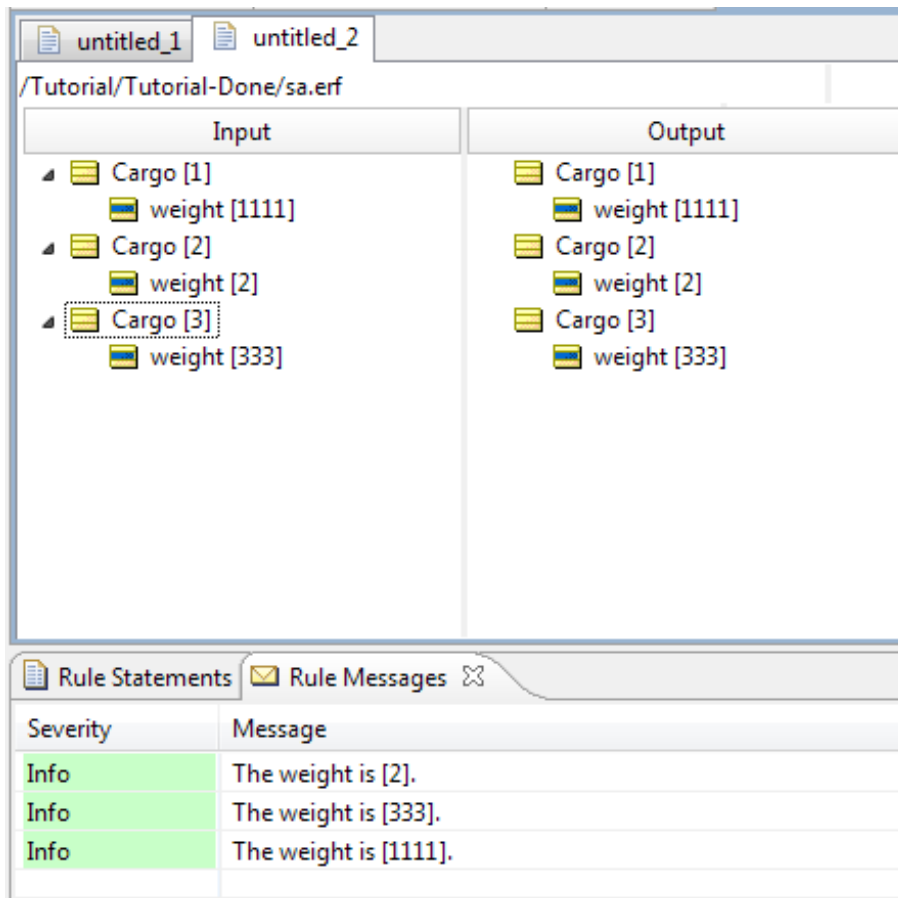 untitled_1 untitled_2
/Tutorial/Tutorial-Done/sa.erf
Input Output
Cargo [1] Cargo [1]
weight [1111] weight [1111]
Cargo [2] Cargo [2]
weight [2] weight [2]
Cargo [3] Cargo [3]
weight [333] weight [333]
Rule Statements Rule Messages
Severity Message
Info The weight is [2].
Info The weight is [333].
Info The weight is [1111].